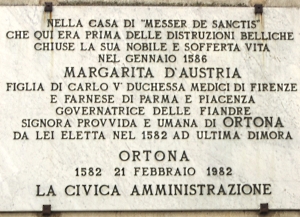 NELLA CASA DI "MESSER DE SANCTIS"
CHE QUI ERA PRIMA DELLE DISTRUZIONI BELLICHE
CHIUSE LA SUA NOBILE E SOFFERTA VITA
NEL GENNAIO 1586
MARGARITA D'AUSTRIA
FIGLIA DI CARLO V° DUCHESSA MEDICI DI FIRENZE
E FARNESE DI PARMA E PIACENZA
GOVERNATRICE DELLE FIANDRE
SIGNORA PROVVIDA E UMANA DI ORTONA
DA LEI ELETTA NEL 1582 AD ULTIMA DIMORA
ORTONA
1582 21 FEBBRAIO 1982
LA CIVICA AMMINISTRAZIONE